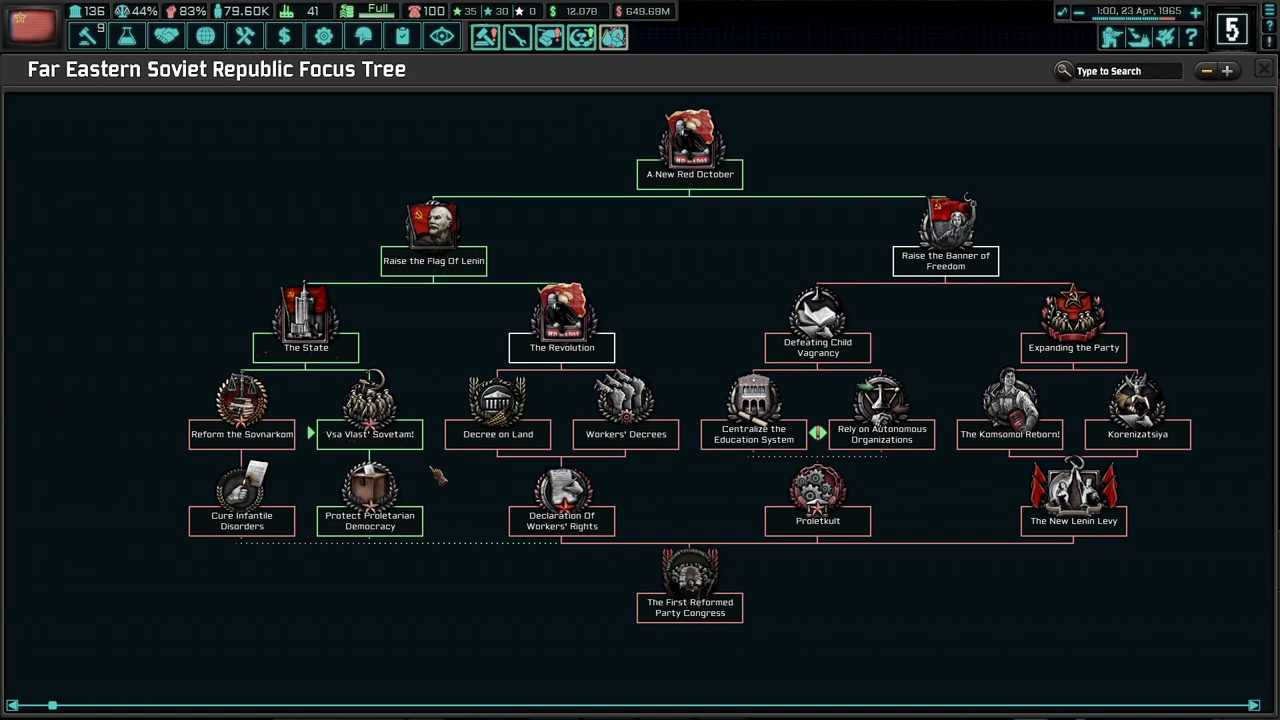 136 44% 83% 79.60K 41 Full 100 35 30 0 $ 12.07B $ 649.69M 1:00, 23 Apr, 1965
9
5
Far Eastern Soviet Republic Focus Tree
Type to Search
A New Red October
Raise the Flag Of Lenin
Raise the Banner of
Freedom
The State
The Revolution
Defeating Child
Vagrancy
Expanding the Party
Reform the Sovnarkom
Vsa Vlast' Sovetam!
Decree on Land
Workers' Decrees
Centralize the
Education System
Rely on Autonomous
Organizations
The Komsomol Reborn!
Korenizatsiya
Cure Infantile
Disorders
Protect Proletarian
Democracy
Declaration Of
Workers' Rights
Proletkult
The New Lenin Levy
The First Reformed
Party Congress